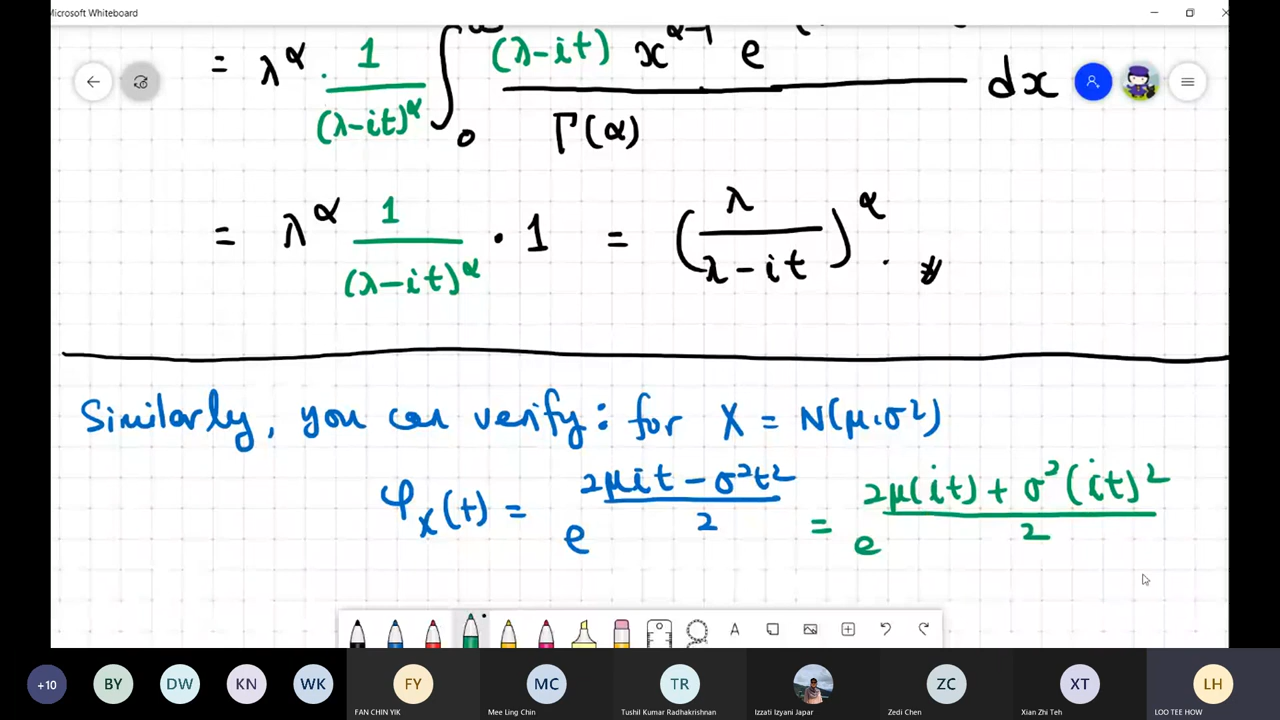 Microsoft Whiteboard
= λ^α · 1/(λ-it)^α ∫_0 (λ-it) x^{α-1} e / Γ(α) dx
= λ^α 1/(λ-it)^α · 1 = (λ/(λ-it))^α .
Similarly, you can verify: for X = N(μ.σ²)
φ_X(t) = e^{(2μit - σ²t²)/2} = e^{(2μ(it) + σ²(it)²)/2}
A
+10 BY DW KN WK FY MC TR ZC XT LH
FAN CHIN YIK Mee Ling Chin Tushil Kumar Radhakrishnan Izzati Izyani Japar Zedi Chen Xian Zhi Teh LOO TEE HOW